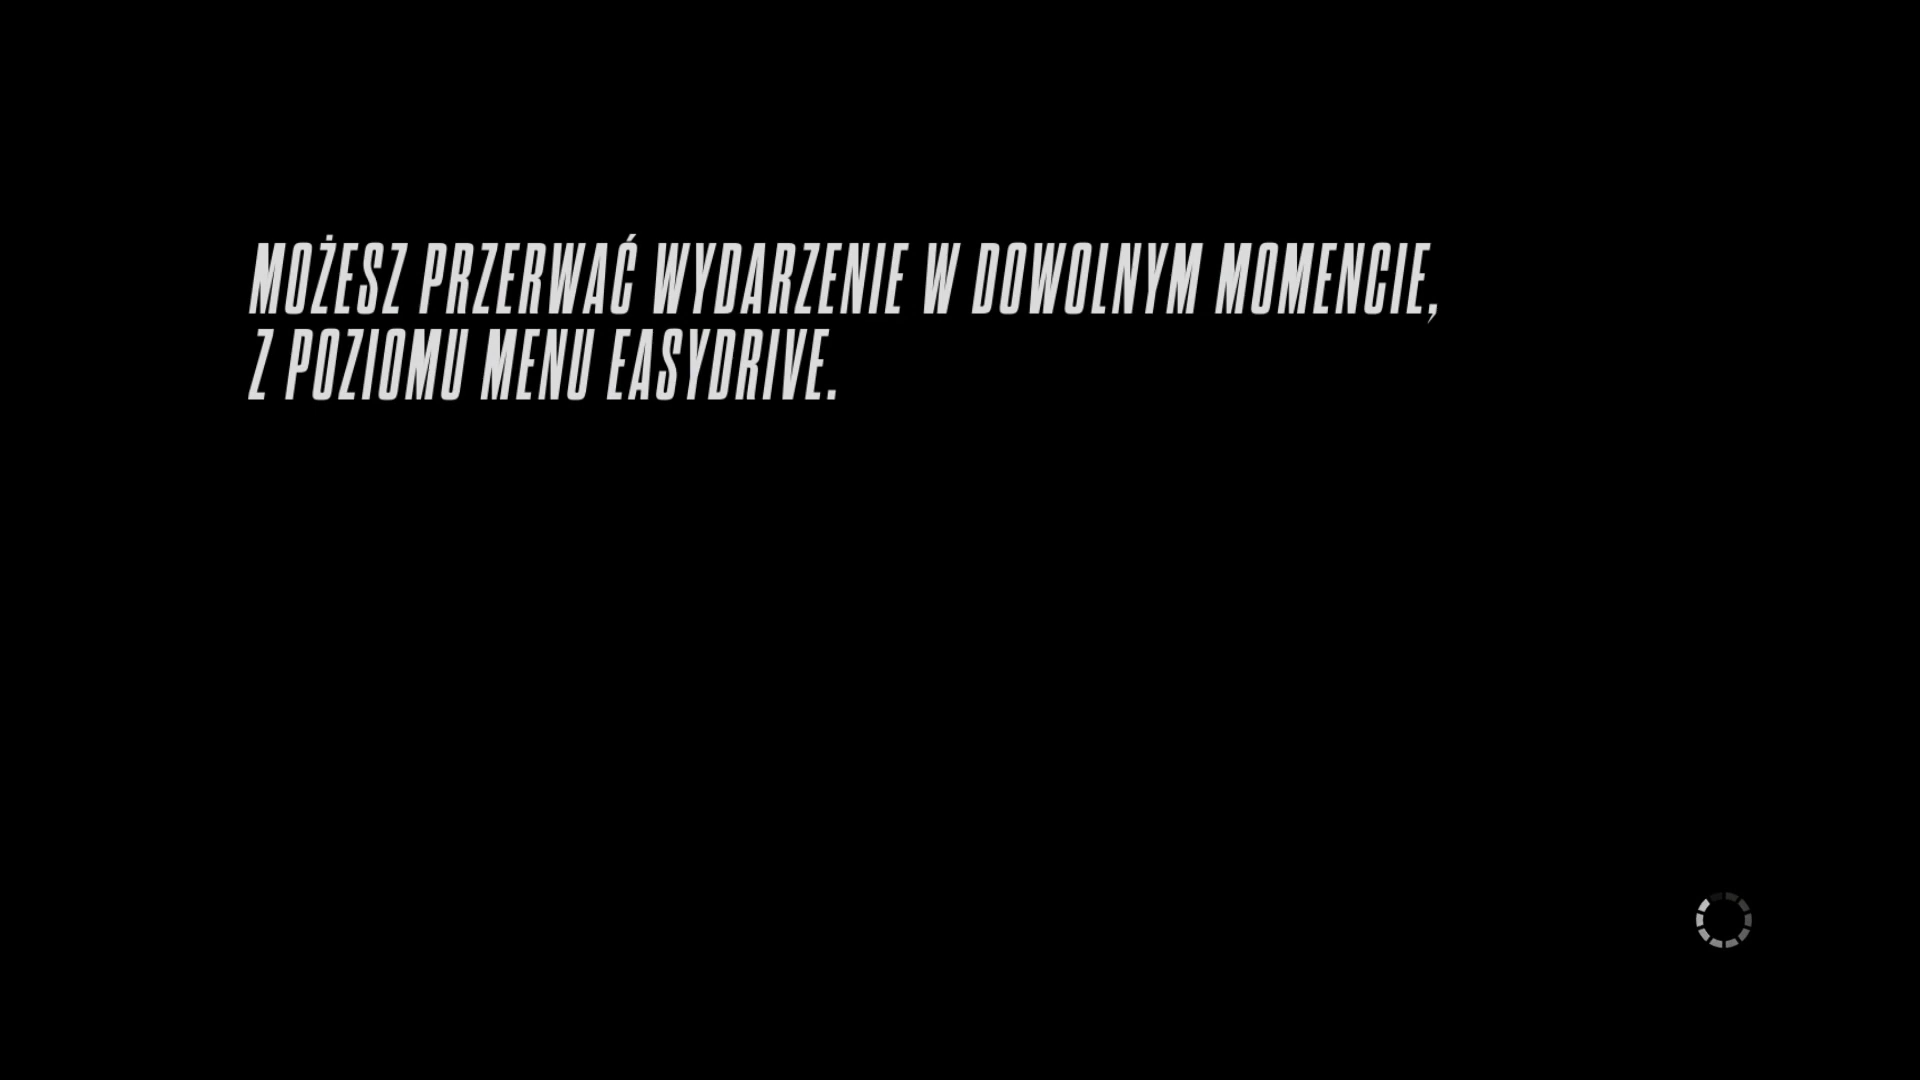 MOŻESZ PRZERWAĆ WYDARZENIE W DOWOLNYM MOMENCIE,
Z POZIOMU MENU EASYDRIVE.